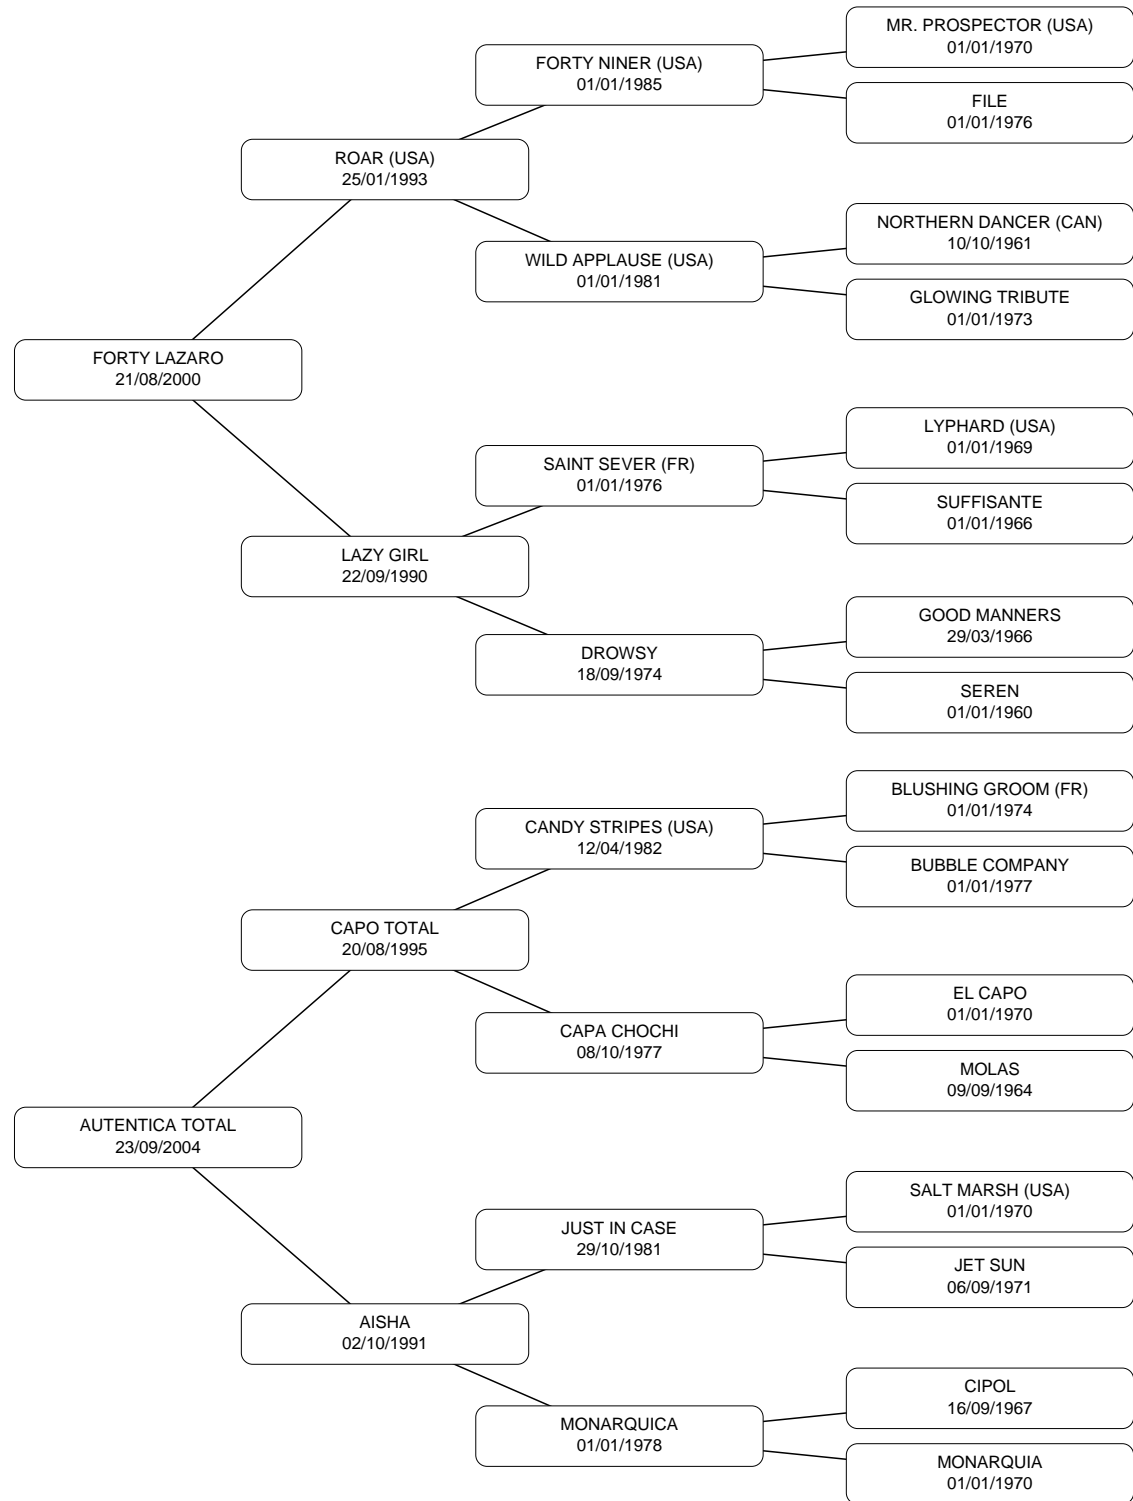 MR. PROSPECTOR (USA)
01/01/1970
FORTY NINER (USA)
01/01/1985
FILE
01/01/1976
ROAR (USA)
25/01/1993
NORTHERN DANCER (CAN)
10/10/1961
WILD APPLAUSE (USA)
01/01/1981
GLOWING TRIBUTE
01/01/1973
FORTY LAZARO
21/08/2000
LYPHARD (USA)
01/01/1969
SAINT SEVER (FR)
01/01/1976
SUFFISANTE
01/01/1966
LAZY GIRL
22/09/1990
GOOD MANNERS
29/03/1966
DROWSY
18/09/1974
SEREN
01/01/1960
BLUSHING GROOM (FR)
01/01/1974
CANDY STRIPES (USA)
12/04/1982
BUBBLE COMPANY
01/01/1977
CAPO TOTAL
20/08/1995
EL CAPO
01/01/1970
CAPA CHOCHI
08/10/1977
MOLAS
09/09/1964
AUTENTICA TOTAL
23/09/2004
SALT MARSH (USA)
01/01/1970
JUST IN CASE
29/10/1981
JET SUN
06/09/1971
AISHA
02/10/1991
CIPOL
16/09/1967
MONARQUICA
01/01/1978
MONARQUIA
01/01/1970